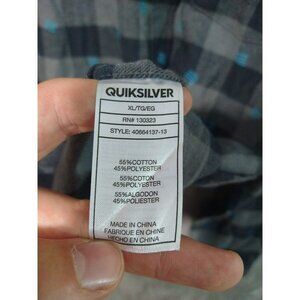 QUIKSILVER
XL/TG/EG
RN# 130323
STYLE: 40664137-13
55%COTTON
45%POLYESTER
55%COTON
45%POLYESTER
55%ALGODON
45%POLIESTER
MADE IN CHINA
FABRIQUE EN CHINE
HECHO EN CHINA